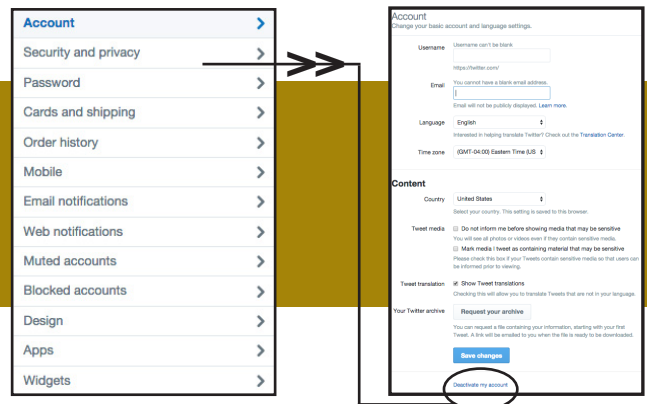 Account
Security and privacy
Password
Cards and shipping
Order history
Mobile
Email notifications
Web notifications
Muted accounts
Blocked accounts
Design
Apps
Widgets
Account
Change your basic account and language settings.
Username
Username can't be blank
https://twitter.com/
Email
You cannot have a blank email address.
Email will not be publicly displayed. Learn more.
Language
English
Interested in helping translate Twitter? Check out the Translation Center.
Time zone
(GMT-04:00) Eastern Time (US
Content
Country
United States
Select your country. This setting is saved to this browser.
Tweet media
Do not inform me before showing media that may be sensitive
You will see all photos or videos even if they contain sensitive media.
Mark media I tweet as containing material that may be sensitive
Please check this box if your Tweets contain sensitive media so that users can
be informed prior to viewing.
Tweet translation
Show Tweet translations
Checking this will allow you to translate Tweets that are not in your language.
Your Twitter archive
Request your archive
You can request a file containing your information, starting with your first
Tweet. A link will be emailed to you when the file is ready to be downloaded.
Save changes
Deactivate my account